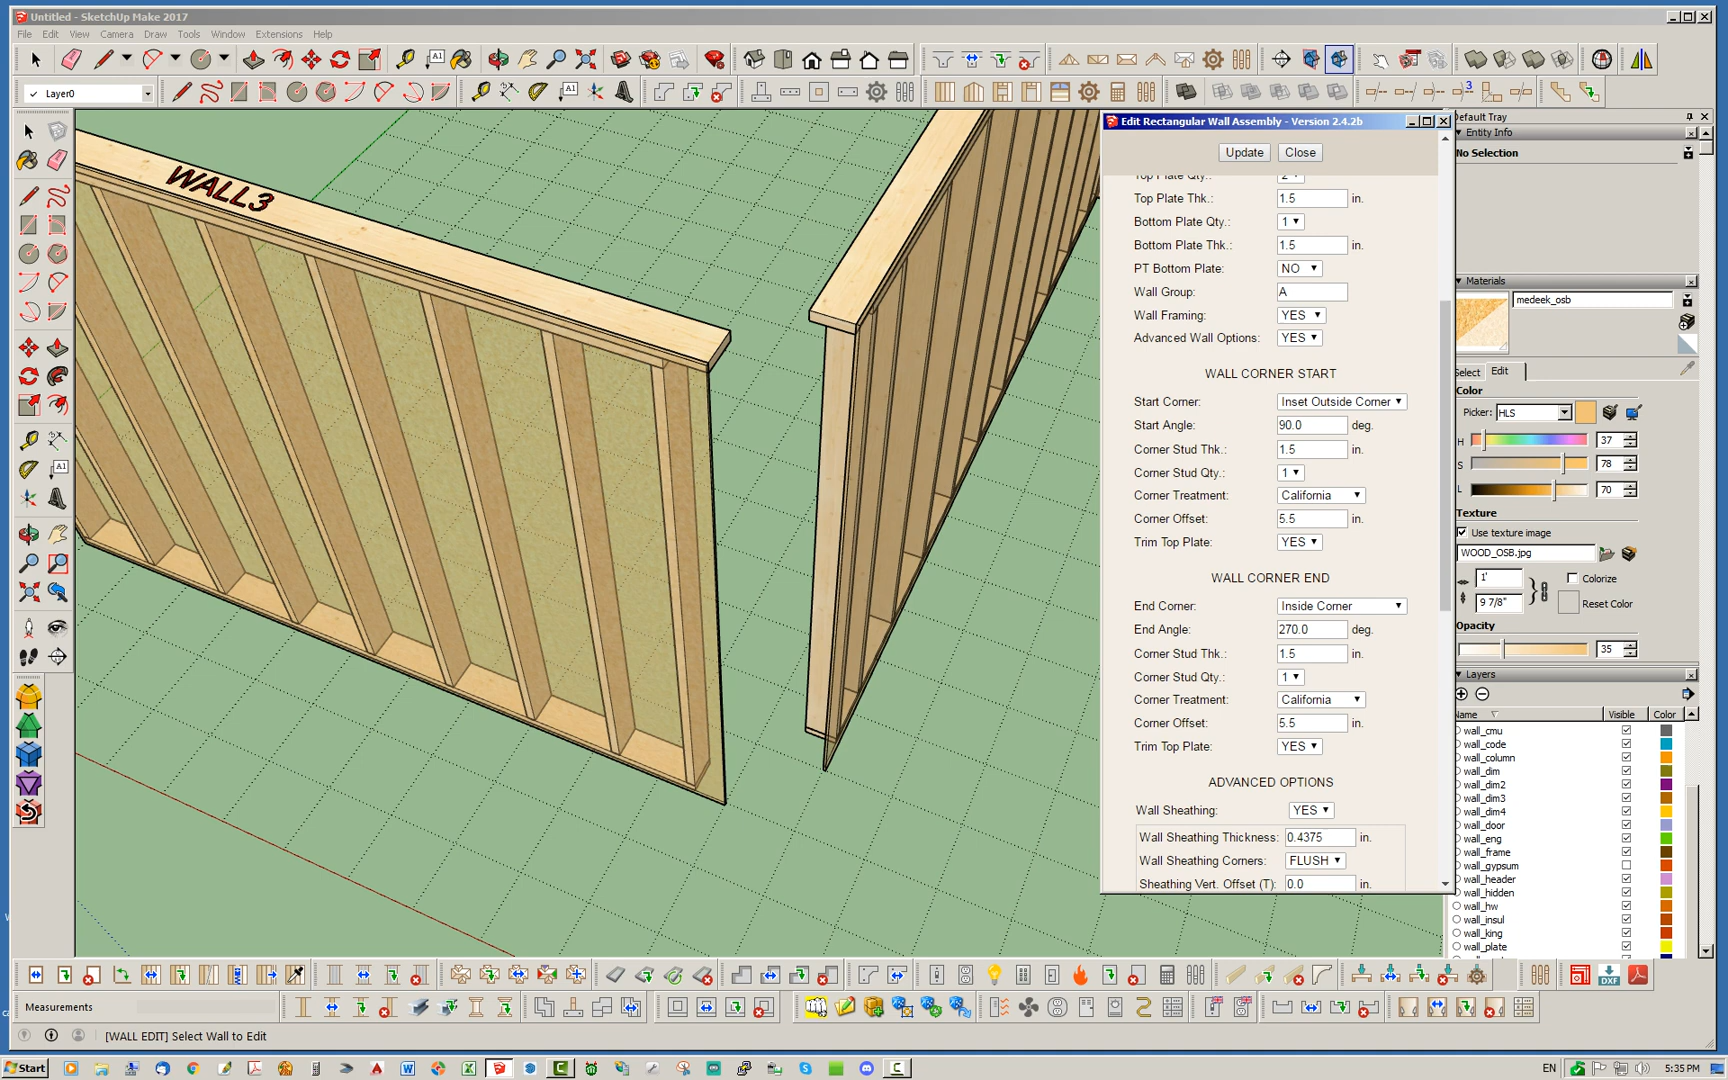 Untitled - SketchUp Make 2017
File Edit View Camera Draw Tools Window Extensions Help
Layer0
A1
A1
3
Default Tray
Entity Info
No Selection
Materials
medeek_osb
Select Edit
Color
Picker: HLS
H 37
S 78
L 70
Texture
Use texture image
WOOD_OSB.jpg
1'
Colorize
9 7/8"
Reset Color
Opacity
35
Layers
Name Visible Color
wall_cmu
wall_code
wall_column
wall_dim
wall_dim2
wall_dim3
wall_dim4
wall_door
wall_eng
wall_frame
wall_gypsum
wall_header
wall_hidden
wall_hw
wall_insul
wall_king
wall_plate
WALL3
Edit Rectangular Wall Assembly - Version 2.4.2b
Update Close
Top Plate Qty.: 2
Top Plate Thk.: 1.5 in.
Bottom Plate Qty.: 1
Bottom Plate Thk.: 1.5 in.
PT Bottom Plate: NO
Wall Group: A
Wall Framing: YES
Advanced Wall Options: YES
WALL CORNER START
Start Corner: Inset Outside Corner
Start Angle: 90.0 deg.
Corner Stud Thk.: 1.5 in.
Corner Stud Qty.: 1
Corner Treatment: California
Corner Offset: 5.5 in.
Trim Top Plate: YES
WALL CORNER END
End Corner: Inside Corner
End Angle: 270.0 deg.
Corner Stud Thk.: 1.5 in.
Corner Stud Qty.: 1
Corner Treatment: California
Corner Offset: 5.5 in.
Trim Top Plate: YES
ADVANCED OPTIONS
Wall Sheathing: YES
Wall Sheathing Thickness: 0.4375 in.
Wall Sheathing Corners: FLUSH
Sheathing Vert. Offset (T): 0.0 in.
A1
DXF
Measurements
[WALL EDIT] Select Wall to Edit
Start
EN
5:35 PM